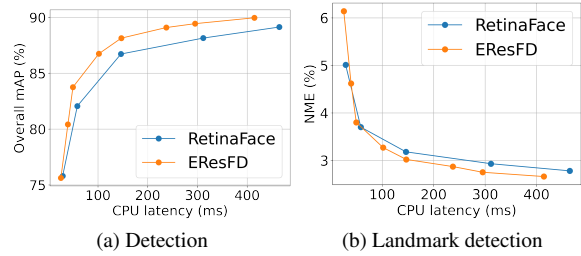 90
85
80
75
Overall mAP (%)
RetinaFace
EResFD
100 200 300 400
CPU latency (ms)
(a) Detection
6
5
4
3
NME (%)
RetinaFace
EResFD
100 200 300 400
CPU latency (ms)
(b) Landmark detection